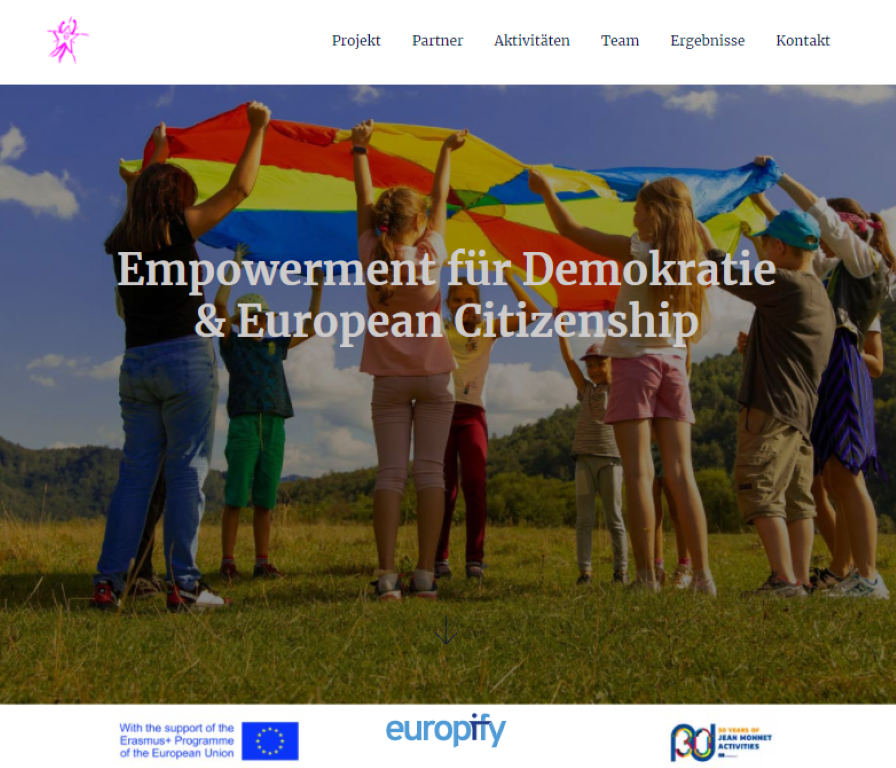 Projekt Partner Aktivitäten Team Ergebnisse Kontakt
Empowerment für Demokratie
& European Citizenship
With the support of the
Erasmus+ Programme
of the European Union
europify
30 YEARS OF
JEAN MONNET
ACTIVITIES